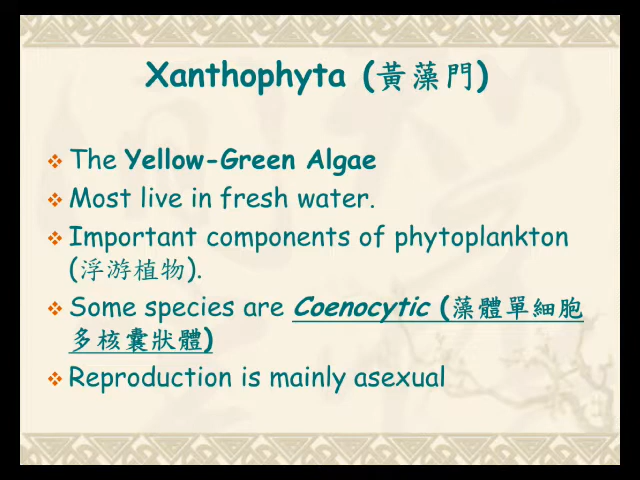 Xanthophyta (黃藻門)
The Yellow-Green Algae
Most live in fresh water.
Important components of phytoplankton
(浮游植物).
Some species are Coenocytic (藻體單細胞
多核囊狀體)
Reproduction is mainly asexual